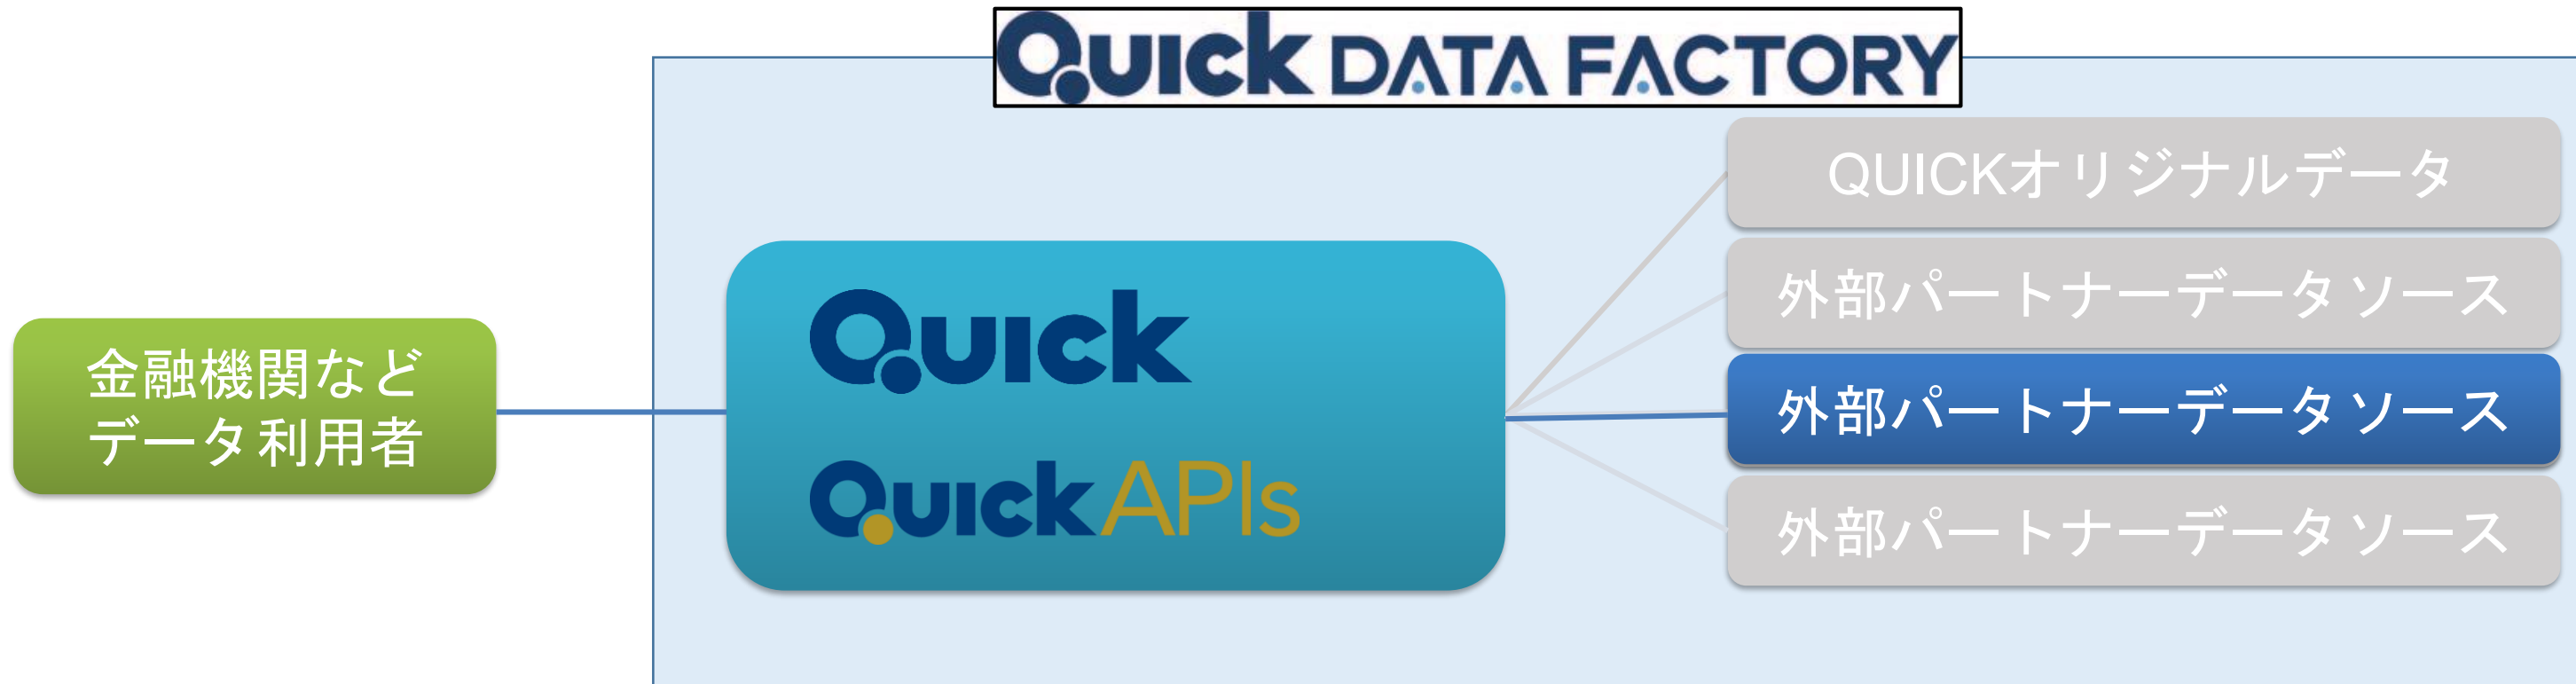 QUICK DATA FACTORY
金融機関など
データ利用者
QUICK
QUICK APIs
QUICKオリジナルデータ
外部パートナーデータソース
外部パートナーデータソース
外部パートナーデータソース